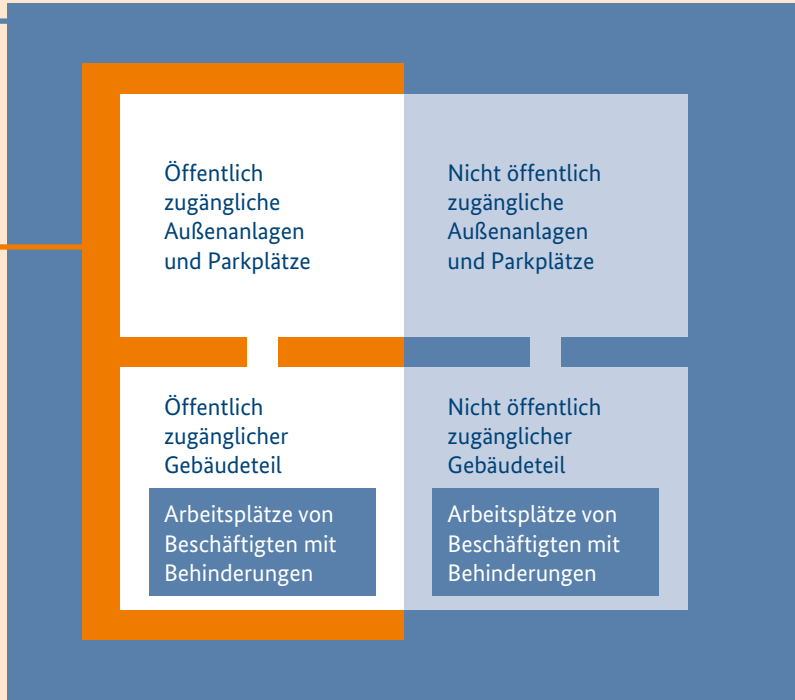 Öffentlich
zugängliche
Außenanlagen
und Parkplätze
Nicht öffentlich
zugängliche
Außenanlagen
und Parkplätze
Öffentlich
zugänglicher
Gebäudeteil
Arbeitsplätze von
Beschäftigten mit
Behinderungen
Nicht öffentlich
zugänglicher
Gebäudeteil
Arbeitsplätze von
Beschäftigten mit
Behinderungen